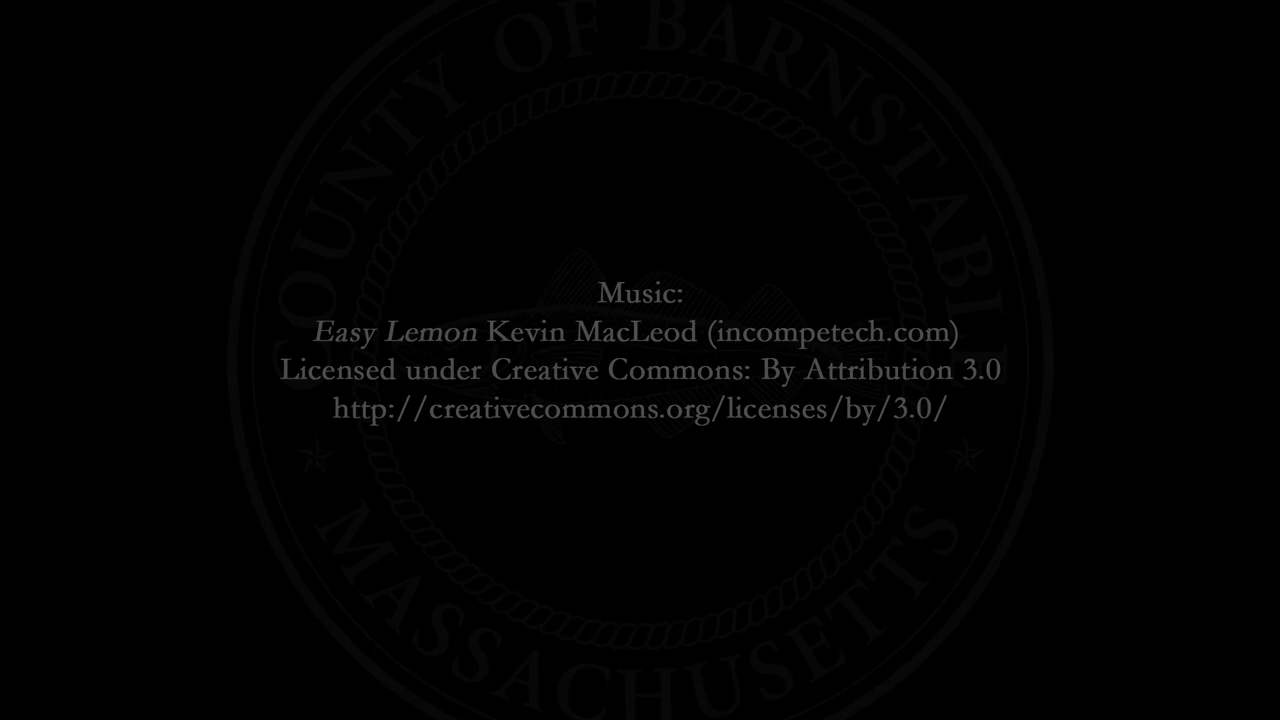 COUNTY OF BARNSTABLE
Music:
Easy Lemon Kevin MacLeod (incompetech.com)
Licensed under Creative Commons: By Attribution 3.0
http://creativecommons.org/licenses/by/3.0/
MASSACHUSETTS